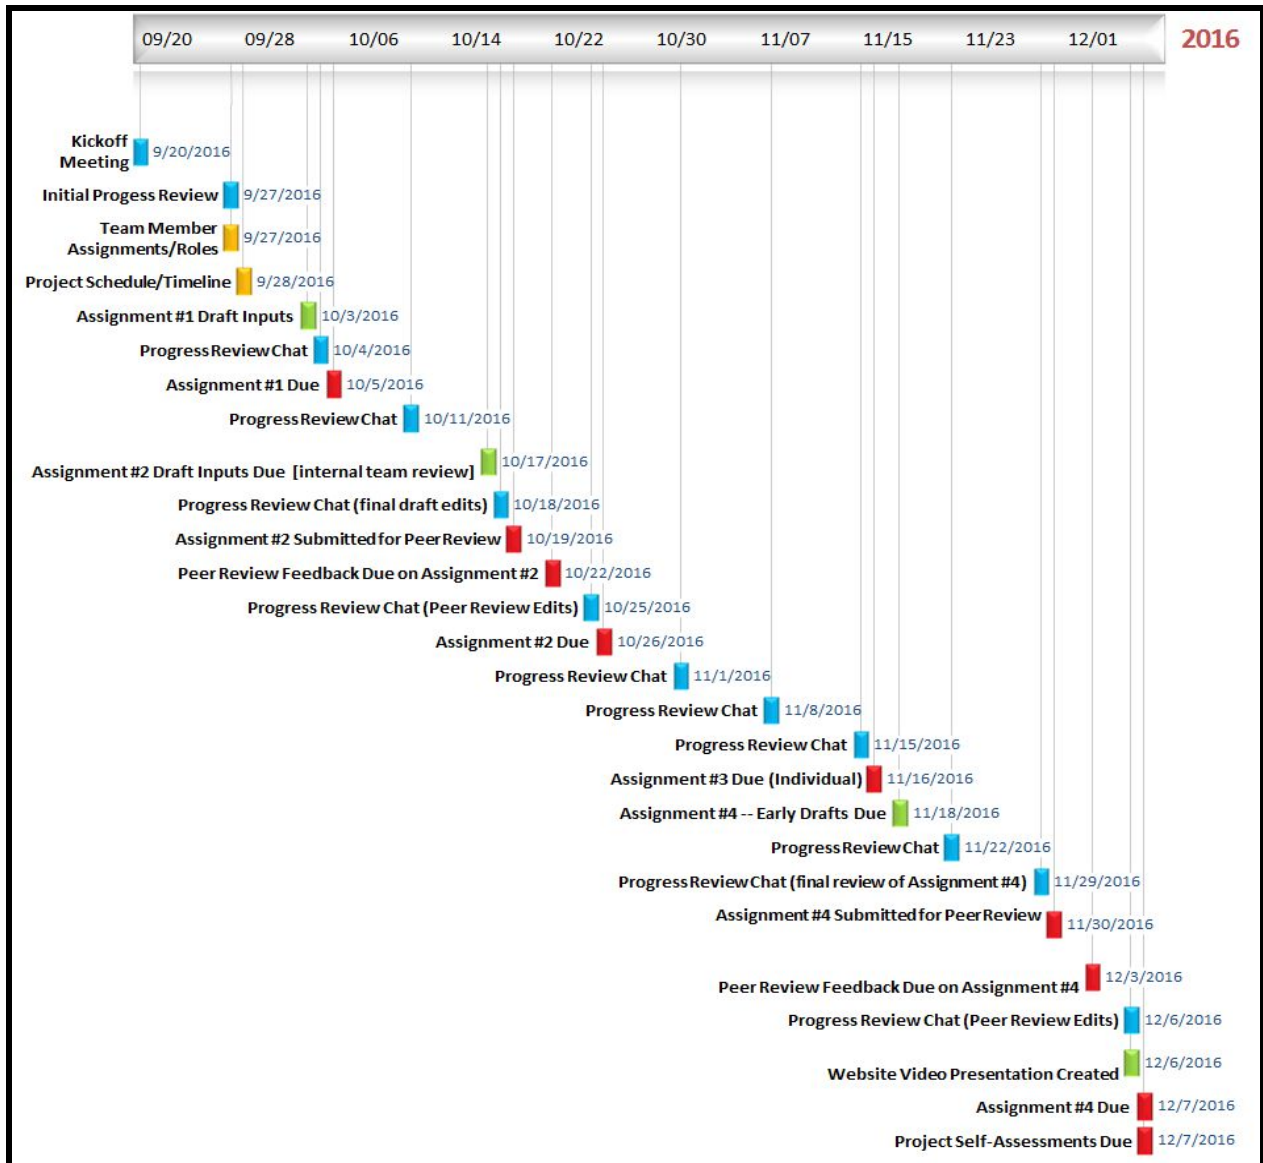 09/20 09/28 10/06 10/14 10/22 10/30 11/07 11/15 11/23 12/01 2016
Kickoff
Meeting 9/20/2016
Initial Progess Review 9/27/2016
Team Member
Assignments/Roles 9/27/2016
Project Schedule/Timeline 9/28/2016
Assignment #1 Draft Inputs 10/3/2016
Progress Review Chat 10/4/2016
Assignment #1 Due 10/5/2016
Progress Review Chat 10/11/2016
Assignment #2 Draft Inputs Due [internal team review] 10/17/2016
Progress Review Chat (final draft edits) 10/18/2016
Assignment #2 Submitted for Peer Review 10/19/2016
Peer Review Feedback Due on Assignment #2 10/22/2016
Progress Review Chat (Peer Review Edits) 10/25/2016
Assignment #2 Due 10/26/2016
Progress Review Chat 11/1/2016
Progress Review Chat 11/8/2016
Progress Review Chat 11/15/2016
Assignment #3 Due (Individual) 11/16/2016
Assignment #4 -- Early Drafts Due 11/18/2016
Progress Review Chat 11/22/2016
Progress Review Chat (final review of Assignment #4) 11/29/2016
Assignment #4 Submitted for Peer Review 11/30/2016
Peer Review Feedback Due on Assignment #4 12/3/2016
Progress Review Chat (Peer Review Edits) 12/6/2016
Website Video Presentation Created 12/6/2016
Assignment #4 Due 12/7/2016
Project Self-Assessments Due 12/7/2016